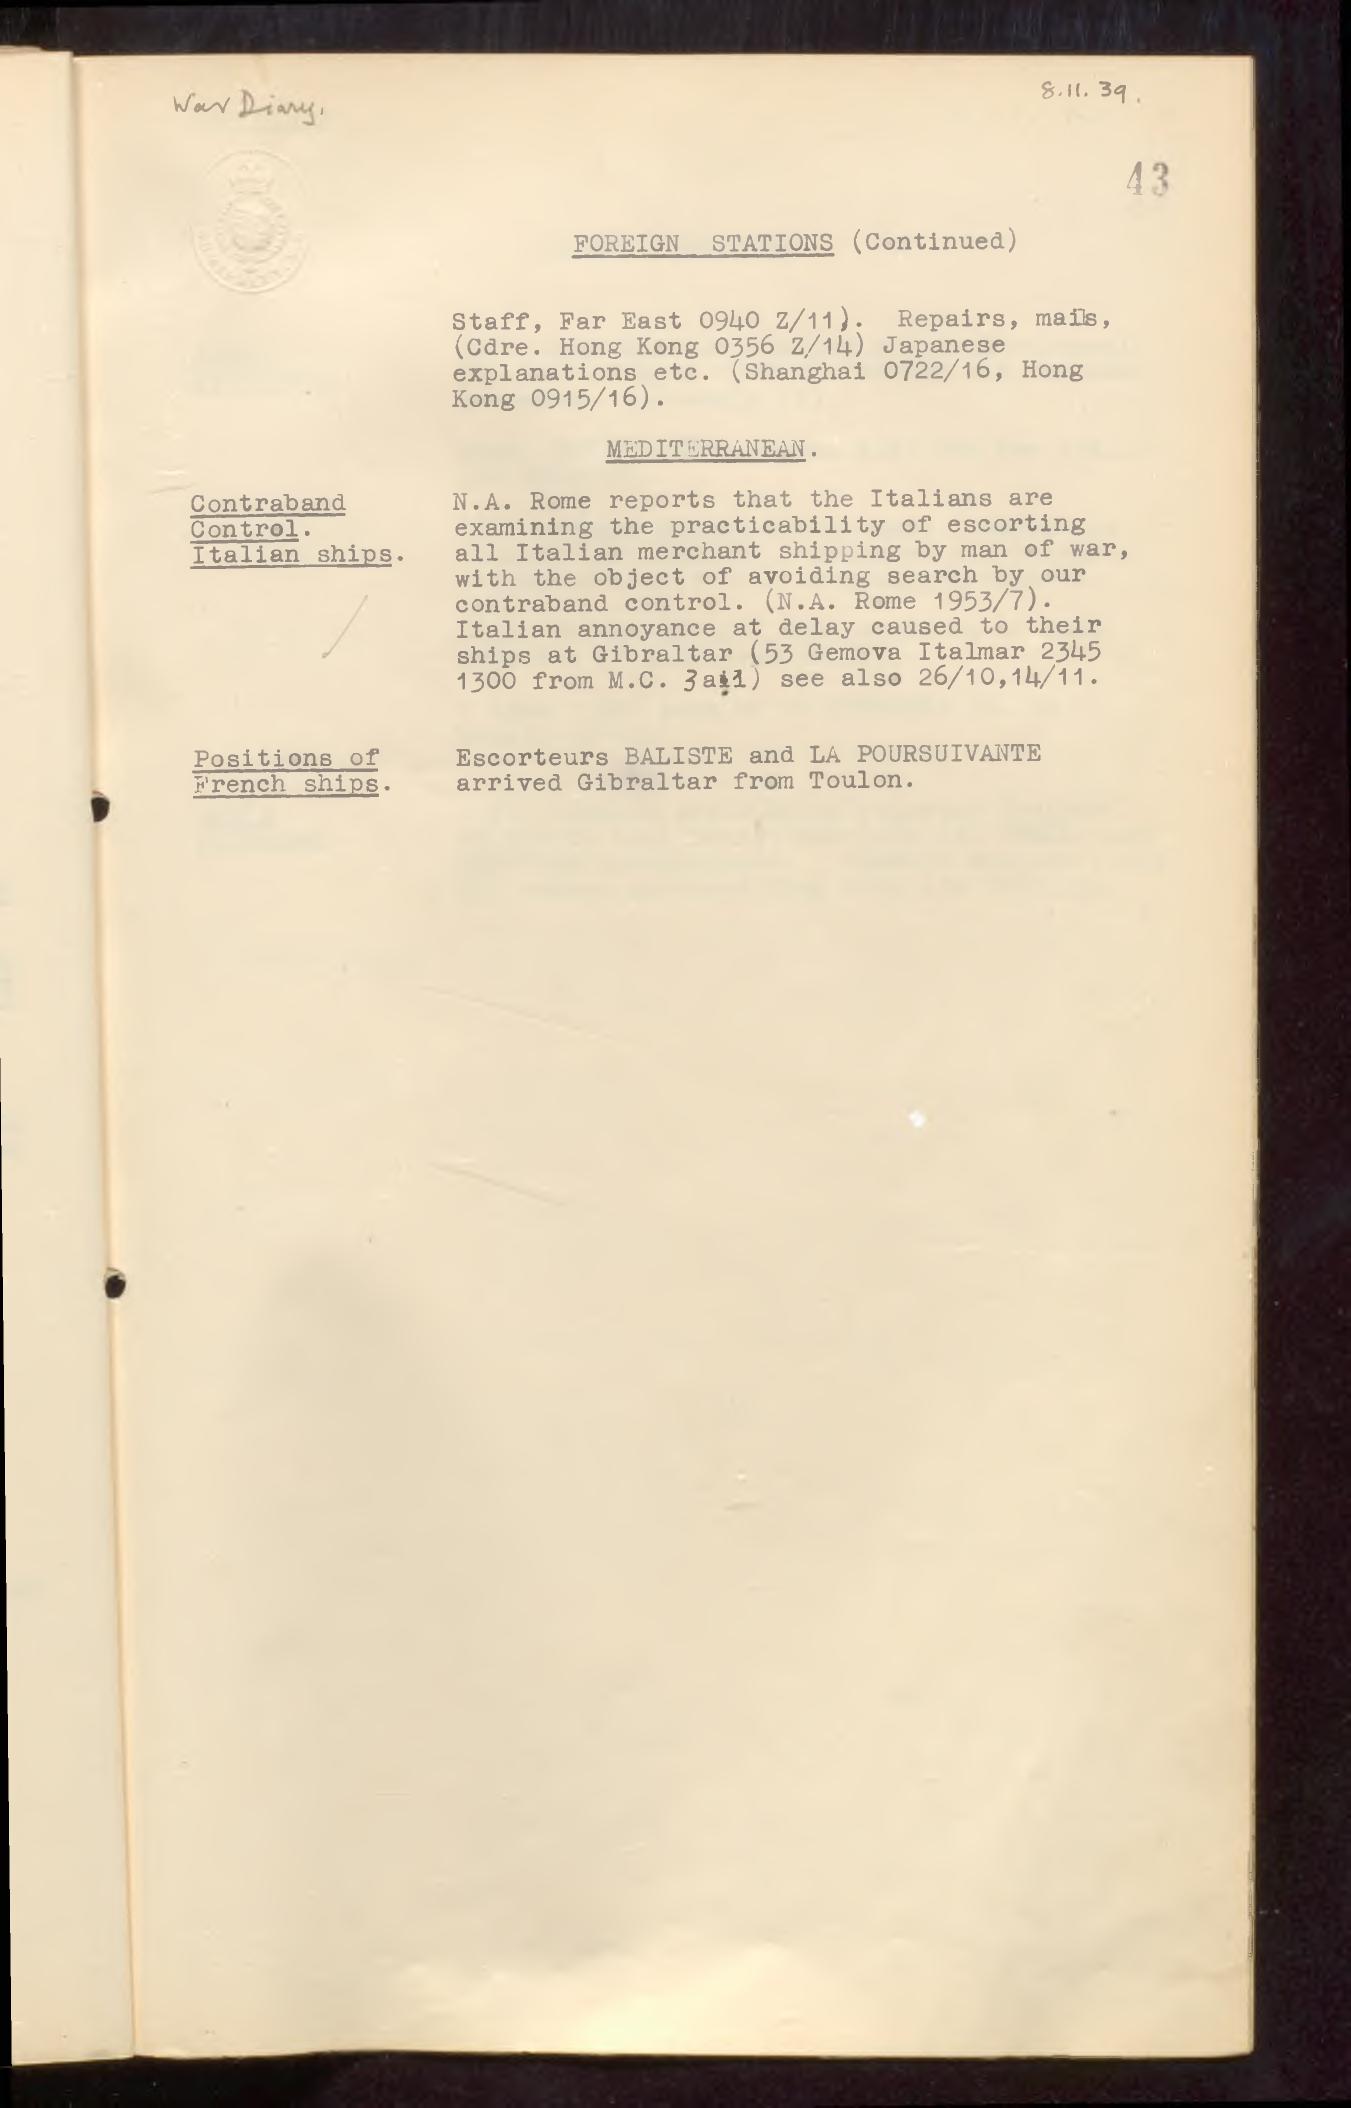 War Diary.
8.11.39.
43
FOREIGN STATIONS (Continued)
Staff, Far East 0940 Z/11). Repairs, mails,
(Cdre. Hong Kong 0356 Z/14) Japanese
explanations etc. (Shanghai 0722/16, Hong
Kong 0915/16).
MEDITERRANEAN.
Contraband
Control.
Italian ships.
N.A. Rome reports that the Italians are
examining the practicability of escorting
all Italian merchant shipping by man of war,
with the object of avoiding search by our
contraband control. (N.A. Rome 1953/7).
Italian annoyance at delay caused to their
ships at Gibraltar (53 Gemova Italmar 2345
1300 from M.C. ) see also 26/10,14/11.
Positions of
French ships.
Escorteurs BALISTE and LA POURSUIVANTE
arrived Gibraltar from Toulon.